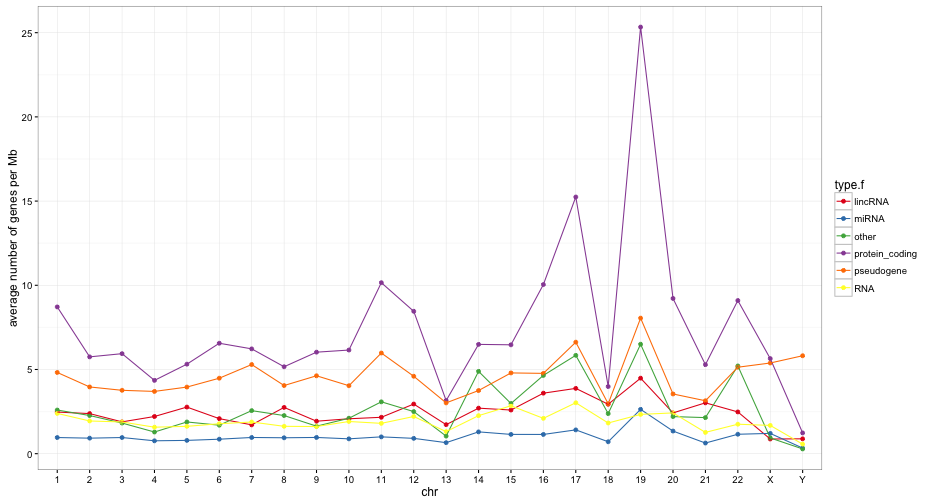 25
20
15
10
5
0
average number of genes per Mb
1 2 3 4 5 6 7 8 9 10 11 12 13 14 15 16 17 18 19 20 21 22 X Y
chr
type.f
lincRNA
miRNA
other
protein_coding
pseudogene
RNA